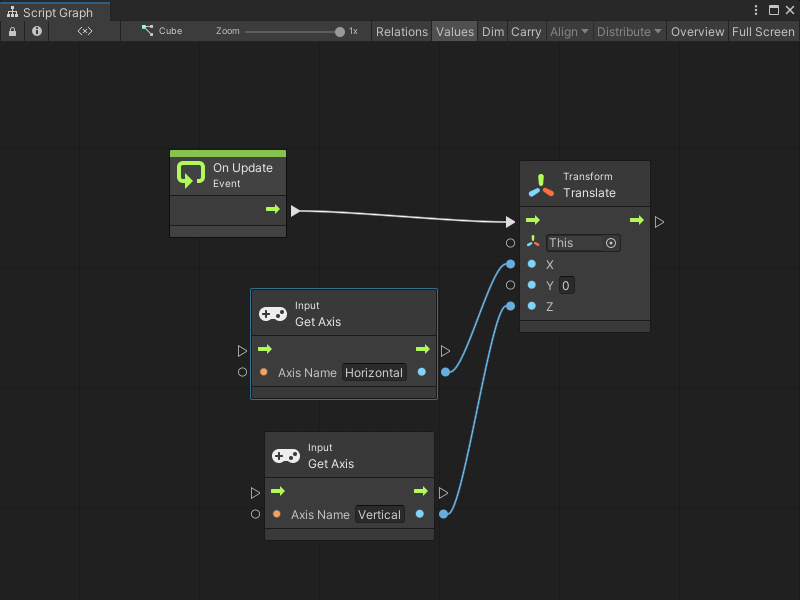 Script Graph
Cube
Zoom
1x
Relations
Values
Dim
Carry
Align
Distribute
Overview
Full Screen
On Update
Event
Transform
Translate
This
X
Y 0
Z
Input
Get Axis
Axis Name Horizontal
Input
Get Axis
Axis Name Vertical